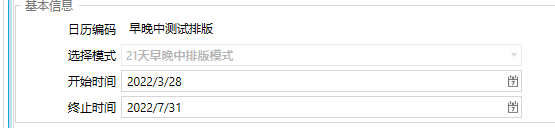 基本信息
日历编码 早晚中测试排版
选择模式 21天早晚中排版模式
开始时间 2022/3/28
终止时间 2022/7/31